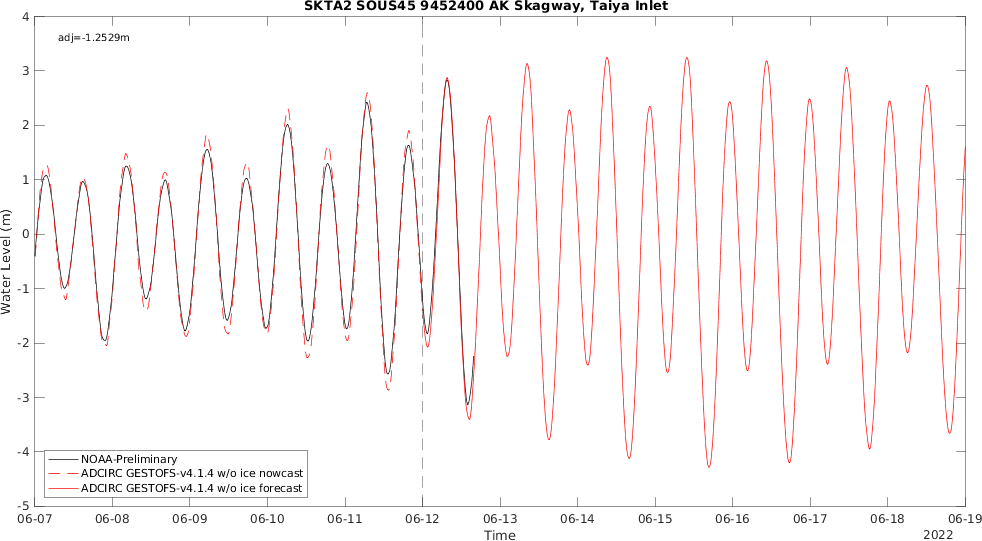 SKTA2 SOUS45 9452400 AK Skagway, Taiya Inlet
adj=-1.2529m
4
3
2
1
0
-1
-2
-3
-4
-5
Water Level (m)
NOAA-Preliminary
ADCIRC GESTOFS-v4.1.4 w/o ice nowcast
ADCIRC GESTOFS-v4.1.4 w/o ice forecast
06-07 06-08 06-09 06-10 06-11 06-12 06-13 06-14 06-15 06-16 06-17 06-18 06-19
Time
2022